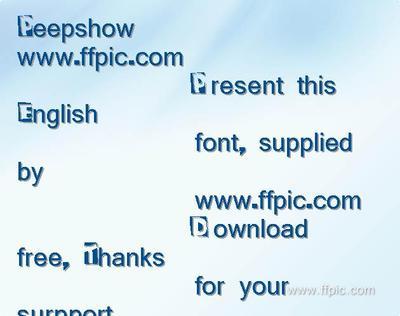 Peepshow
www.ffpic.com
Present this
English
font, supplied
by
www.ffpic.com
Download
free, Thanks
for your
www.ffpic.com
surpport